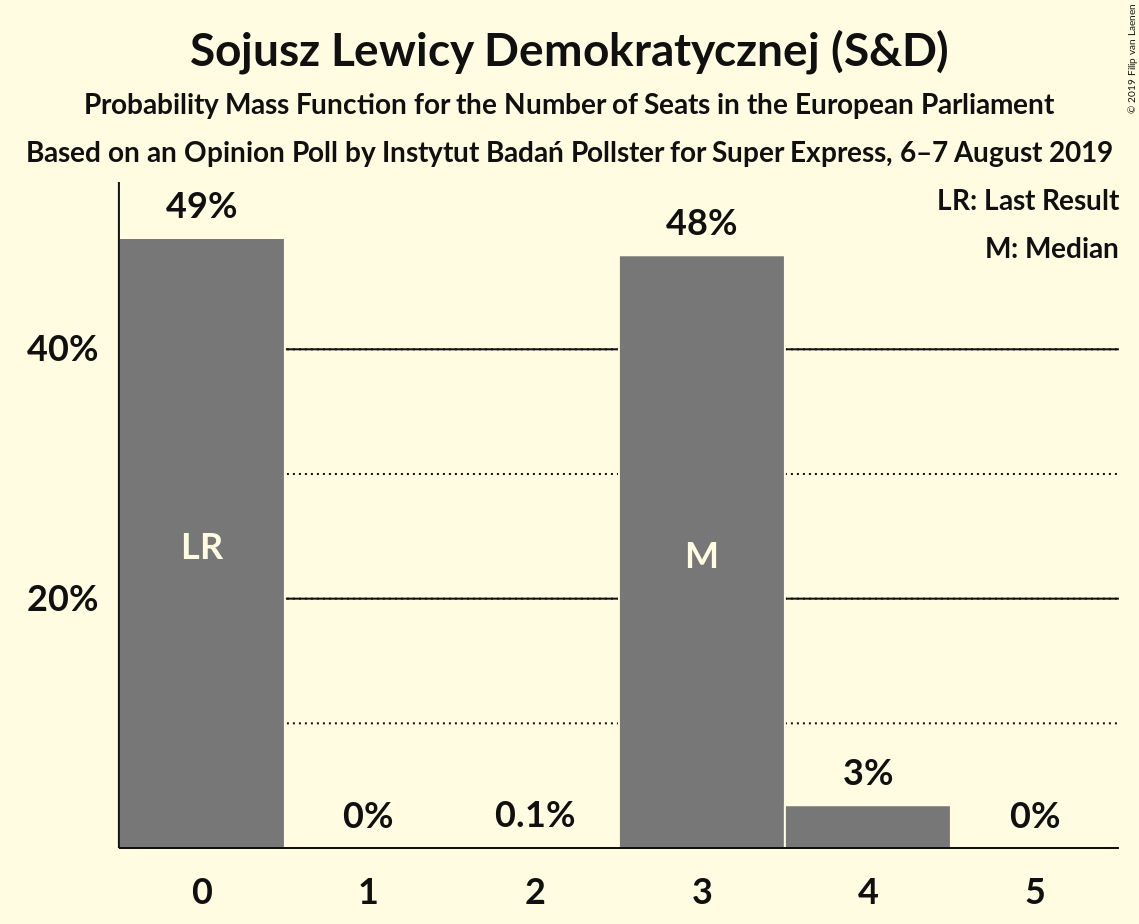 Sojusz Lewicy Demokratycznej (S&D)
Probability Mass Function for the Number of Seats in the European Parliament
Based on an Opinion Poll by Instytut Badań Pollster for Super Express, 6–7 August 2019
© 2019 Filip van Laenen
LR: Last Result
M: Median
49%
48%
40%
LR
M
20%
3%
0%
0.1%
0%
0
1
2
3
4
5